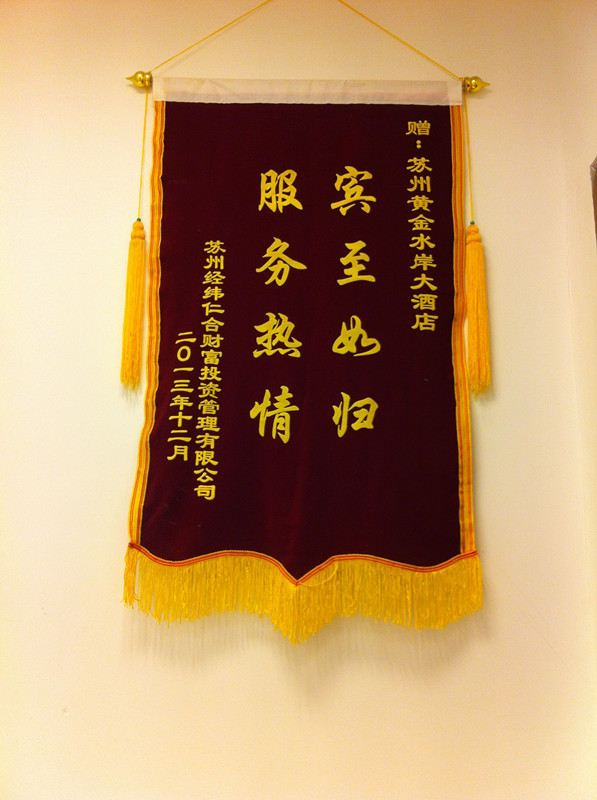 赠：苏州黄金水岸大酒店
宾至如归
服务热情
苏州经纬仁合财富投资管理有限公司
二〇一三年十二月